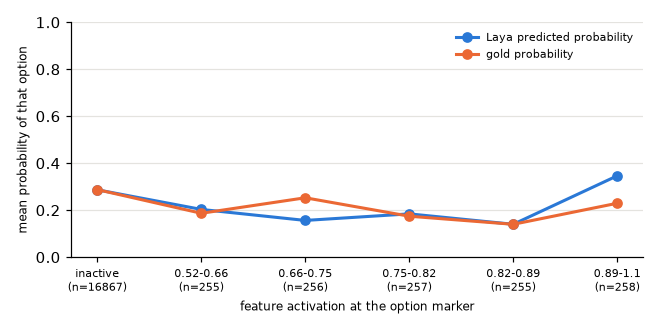 1.0
0.8
0.6
0.4
0.2
0.0
mean probability of that option
Laya predicted probability
gold probability
inactive
(n=16867)
0.52-0.66
(n=255)
0.66-0.75
(n=256)
0.75-0.82
(n=257)
0.82-0.89
(n=255)
0.89-1.1
(n=258)
feature activation at the option marker